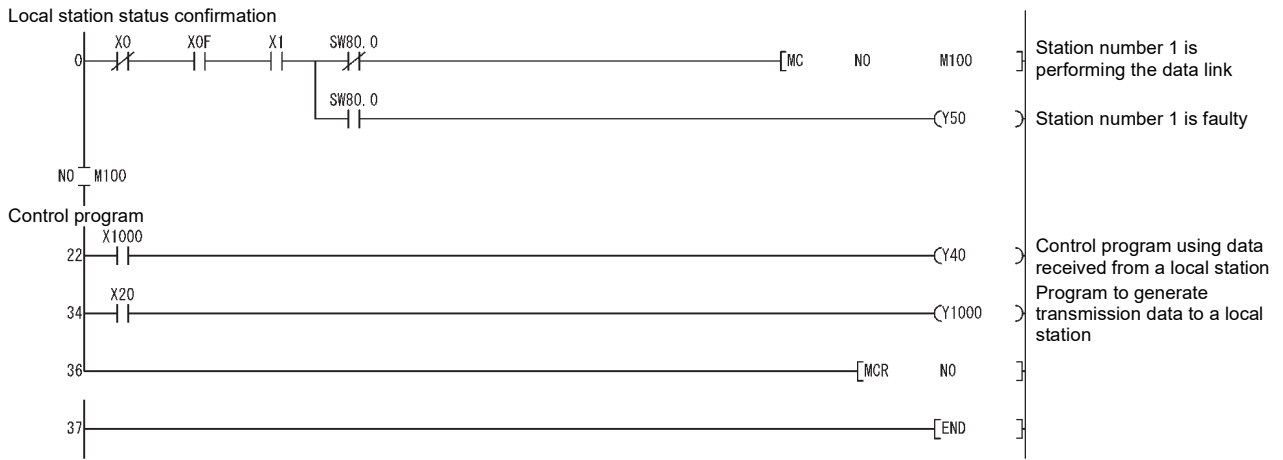 Local station status confirmation
X0 X0F X1 SW80.0
0 [MC N0 M100 ] Station number 1 is
performing the data link
SW80.0
(Y50 ) Station number 1 is faulty
N0 M100
Control program
X1000
22 (Y40 ) Control program using data
received from a local station
X20
34 (Y1000 ) Program to generate
transmission data to a local
station
36 [MCR N0 ]
37 [END ]